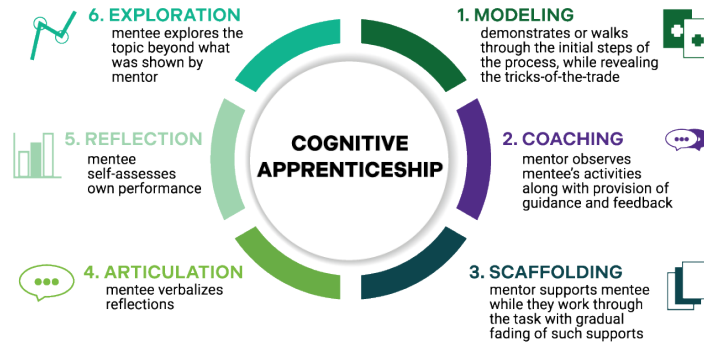 COGNITIVE
APPRENTICESHIP
1. MODELING
demonstrates or walks
through the initial steps of
the process, while revealing
the tricks-of-the-trade
2. COACHING
mentor observes
mentee's activities
along with provision of
guidance and feedback
3. SCAFFOLDING
mentor supports mentee
while they work through
the task with gradual
fading of such supports
4. ARTICULATION
mentee verbalizes
reflections
5. REFLECTION
mentee
self-assesses
own performance
6. EXPLORATION
mentee explores the
topic beyond what
was shown by
mentor